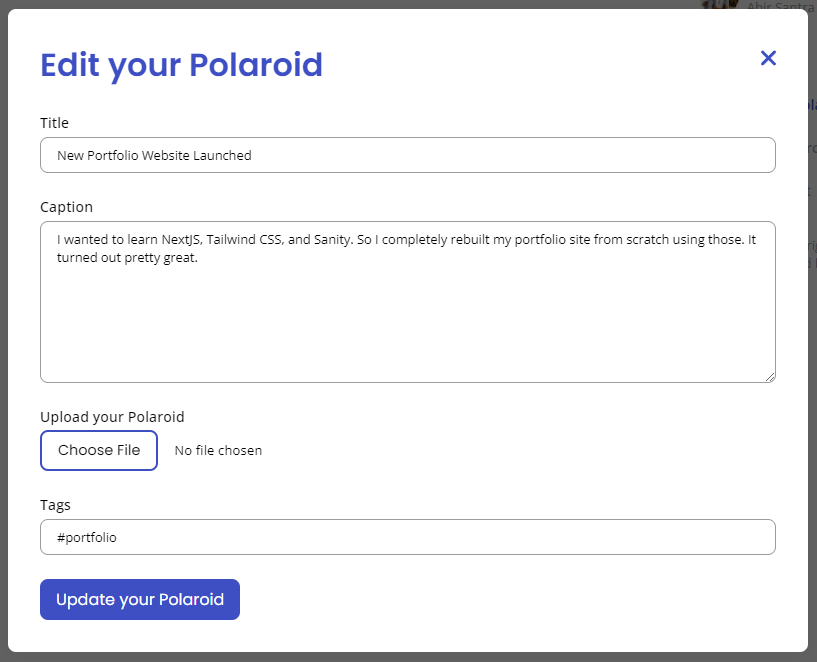 Abir Santra
Edit your Polaroid
Title
New Portfolio Website Launched
Caption
I wanted to learn NextJS, Tailwind CSS, and Sanity. So I completely rebuilt my portfolio site from scratch using those. It
turned out pretty great.
Upload your Polaroid
Choose File
No file chosen
Tags
#portfolio
Update your Polaroid